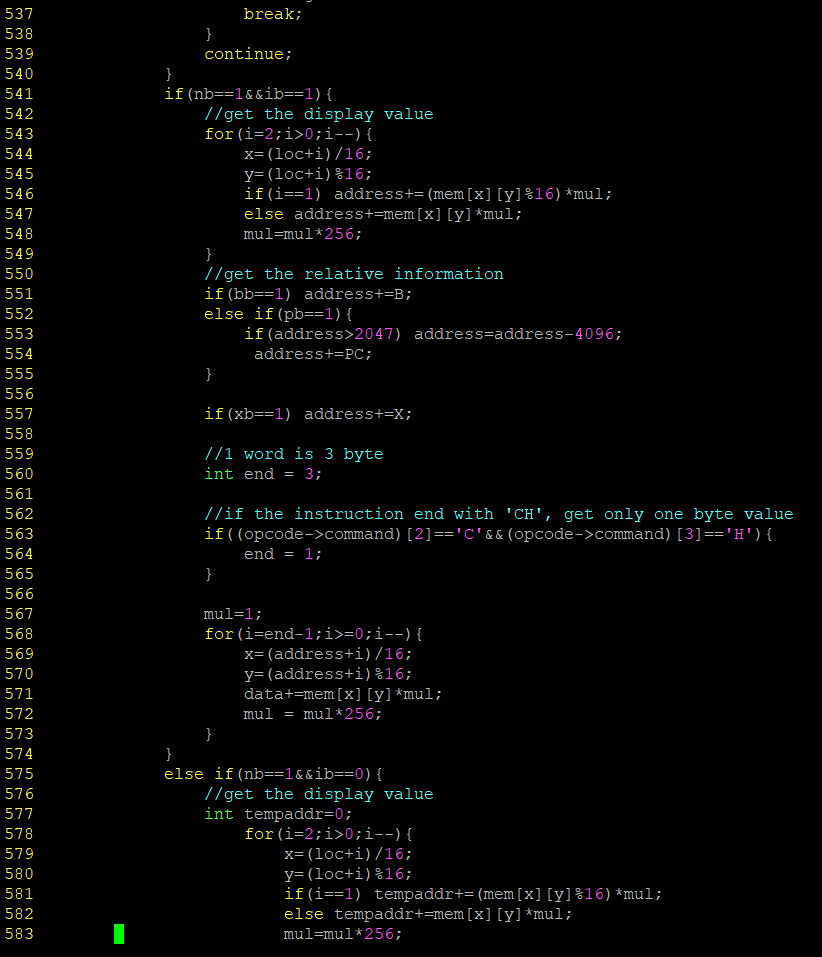 537                     break;
538                 }
539                 continue;
540             }
541             if(nb==1&&ib==1){
542                 //get the display value
543                 for(i=2;i>0;i--){
544                     x=(loc+i)/16;
545                     y=(loc+i)%16;
546                     if(i==1) address+=(mem[x][y]%16)*mul;
547                     else address+=mem[x][y]*mul;
548                     mul=mul*256;
549                 }
550                 //get the relative information
551                 if(bb==1) address+=B;
552                 else if(pb==1){
553                     if(address>2047) address=address-4096;
554                      address+=PC;
555                 }
556
557                 if(xb==1) address+=X;
558
559                 //1 word is 3 byte
560                 int end = 3;
561
562                 //if the instruction end with 'CH', get only one byte value
563                 if((opcode->command)[2]=='C'&&(opcode->command)[3]=='H'){
564                     end = 1;
565                 }
566
567                 mul=1;
568                 for(i=end-1;i>=0;i--){
569                     x=(address+i)/16;
570                     y=(address+i)%16;
571                     data+=mem[x][y]*mul;
572                     mul = mul*256;
573                 }
574             }
575             else if(nb==1&&ib==0){
576                 //get the display value
577                 int tempaddr=0;
578                     for(i=2;i>0;i--){
579                         x=(loc+i)/16;
580                         y=(loc+i)%16;
581                         if(i==1) tempaddr+=(mem[x][y]%16)*mul;
582                         else tempaddr+=mem[x][y]*mul;
583                         mul=mul*256;